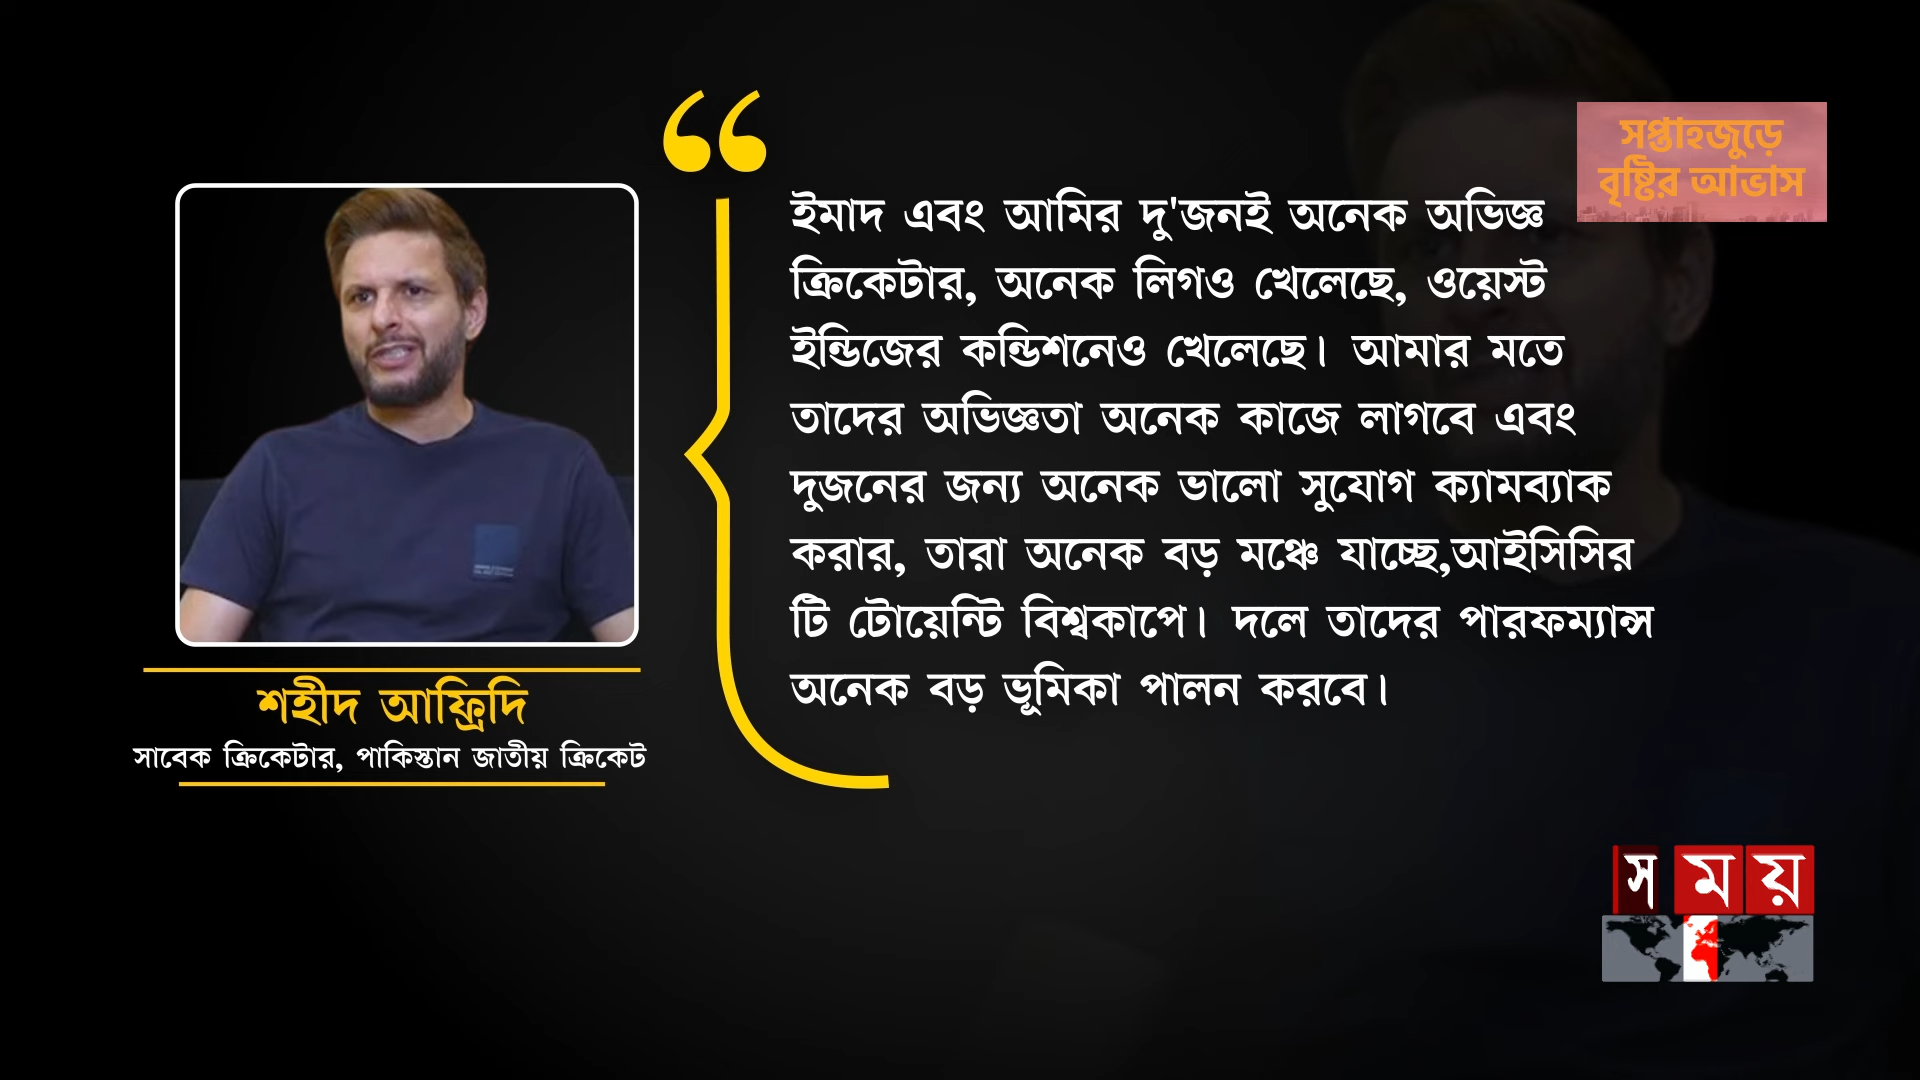 সপ্তাহজুড়ে
বৃষ্টির আভাস
ইমাদ এবং আমির দু'জনই অনেক অভিজ্ঞ
ক্রিকেটার, অনেক লিগও খেলেছে, ওয়েস্ট
ইন্ডিজের কন্ডিশনেও খেলেছে। আমার মতে
তাদের অভিজ্ঞতা অনেক কাজে লাগবে এবং
দুজনের জন্য অনেক ভালো সুযোগ ক্যামব্যাক
করার, তারা অনেক বড় মঞ্চে যাচ্ছে,আইসিসির
টি টোয়েন্টি বিশ্বকাপে। দলে তাদের পারফম্যান্স
অনেক বড় ভূমিকা পালন করবে।
শহীদ আফ্রিদি
সাবেক ক্রিকেটার, পাকিস্তান জাতীয় ক্রিকেট
সময়